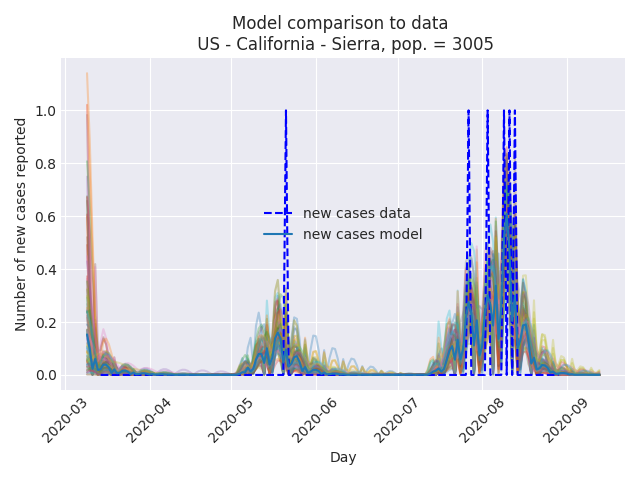 Model comparison to data
US - California - Sierra, pop. = 3005
Number of new cases reported
1.0
0.8
0.6
0.4
0.2
0.0
new cases data
new cases model
2020-03
2020-04
2020-05
2020-06
2020-07
2020-08
2020-09
Day